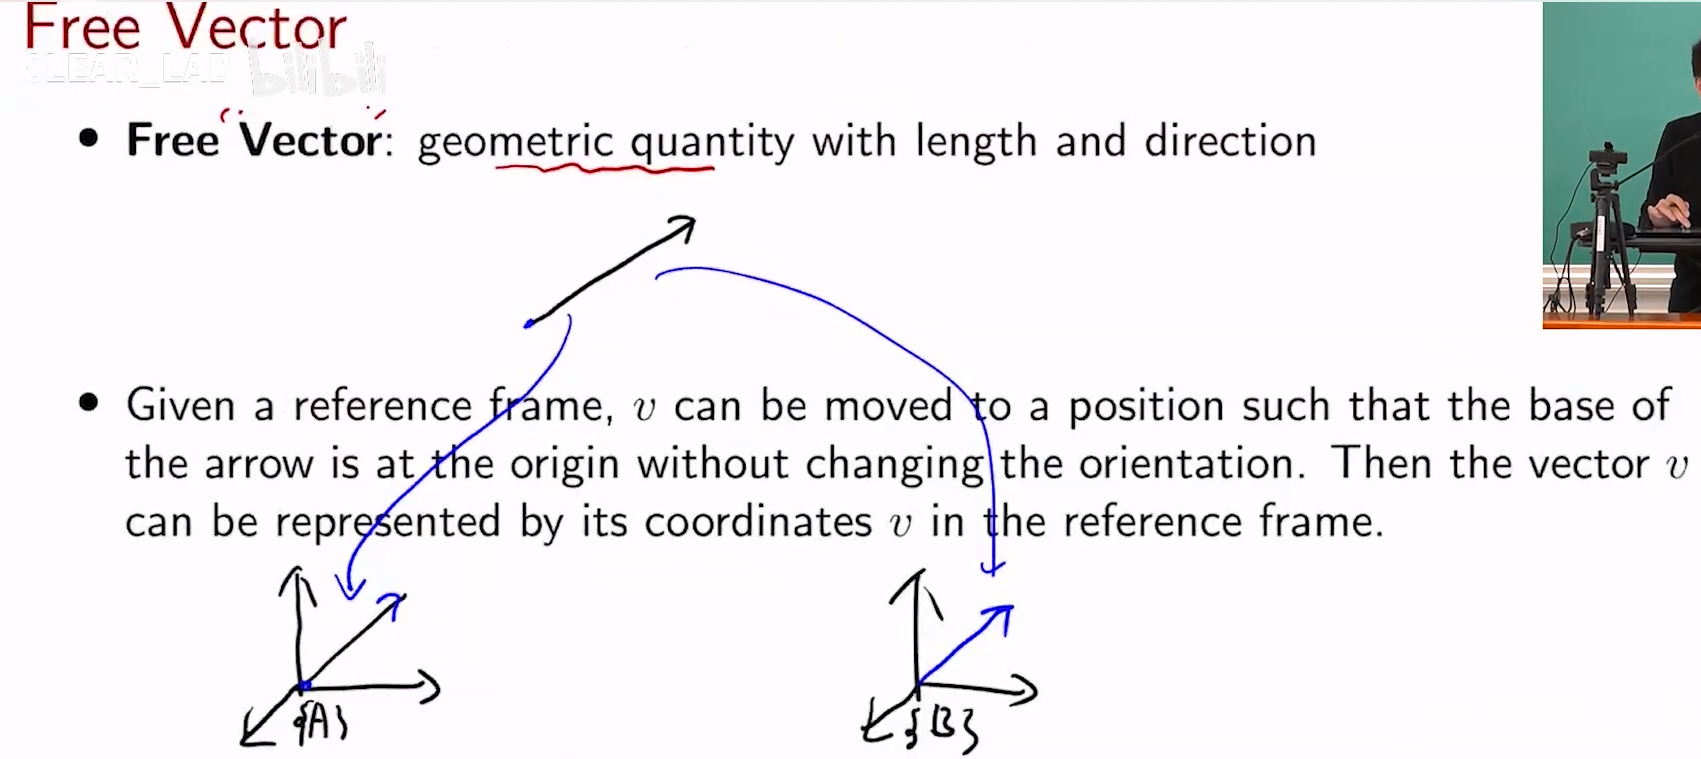 Free Vector
CLEAR_LAB bilibili
• Free Vector: geometric quantity with length and direction
• Given a reference frame, v can be moved to a position such that the base of
the arrow is at the origin without changing the orientation. Then the vector v
can be represented by its coordinates v in the reference frame.
{A} {B}